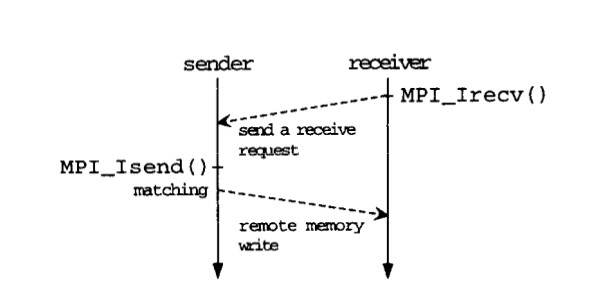 sender
receiver
MPI_Irecv()
send a receive
request
MPI_Isend()
matching
remote memory
write